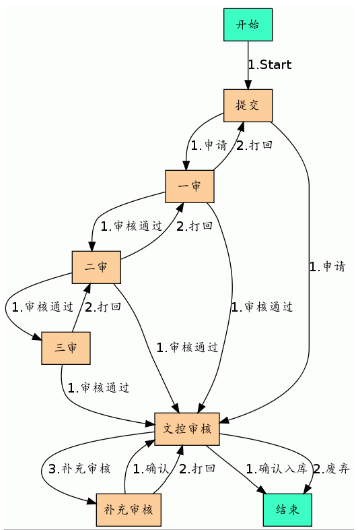 开始
1.Start
提交
1.申请
2.打回
一审
1.审核通过
2.打回
1.申请
二审
1.审核通过
2.打回
1.审核通过
1.审核通过
三审
1.审核通过
文控审核
3.补充审核
1.确认
2.打回
1.确认入库
2.废弃
补充审核
结束